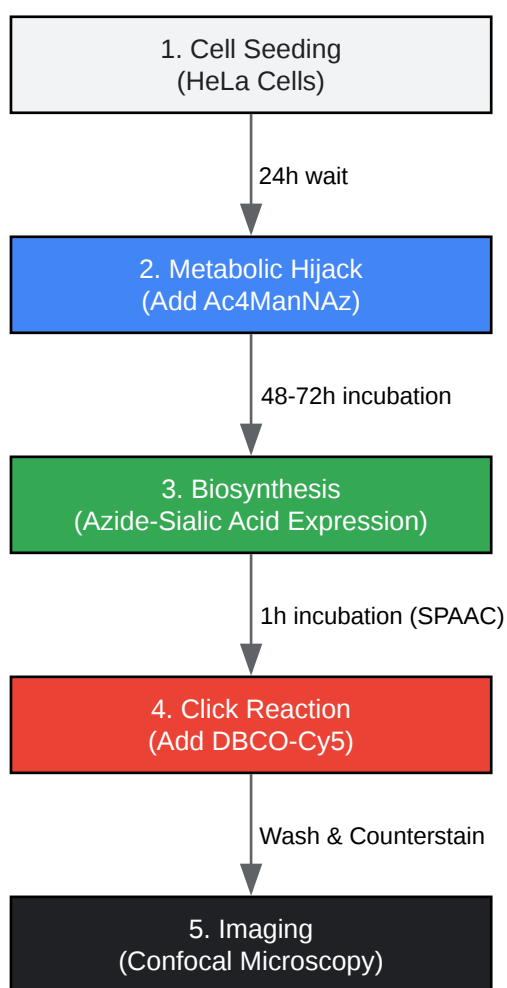 1. Cell Seeding
(HeLa Cells)
24h wait
2. Metabolic Hijack
(Add Ac4ManNAz)
48-72h incubation
3. Biosynthesis
(Azide-Sialic Acid Expression)
1h incubation (SPAAC)
4. Click Reaction
(Add DBCO-Cy5)
Wash & Counterstain
5. Imaging
(Confocal Microscopy)